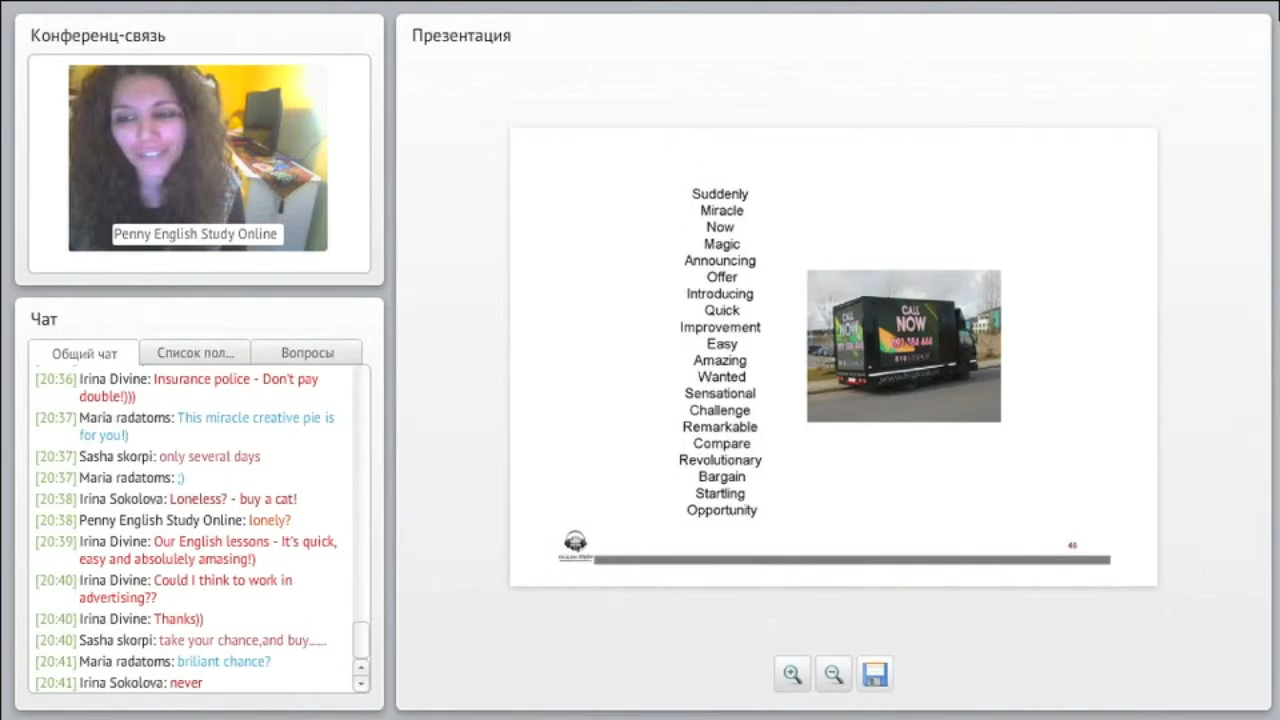 Конференц-связь
Penny English Study Online
Чат
Общий чат
Список пол...
Вопросы
[20:36] Irina Divine: Insurance police - Don't pay
double!)))
[20:37] Maria radatoms: This miracle creative pie is
for you!)
[20:37] Sasha skorpi: only several days
[20:37] Maria radatoms: ;)
[20:38] Irina Sokolova: Loneless? - buy a cat!
[20:38] Penny English Study Online: lonely?
[20:39] Irina Divine: Our English lessons - It's quick,
easy and absolulely amasing!)
[20:40] Irina Divine: Could I think to work in
advertising??
[20:40] Irina Divine: Thanks))
[20:40] Sasha skorpi: take your chance,and buy......
[20:41] Maria radatoms: briliant chance?
[20:41] Irina Sokolova: never
Презентация
Suddenly
Miracle
Now
Magic
Announcing
Offer
Introducing
Quick
Improvement
Easy
Amazing
Wanted
Sensational
Challenge
Remarkable
Compare
Revolutionary
Bargain
Startling
Opportunity
CALL
NOW
CALL
NOW
ENGLISH STUDY
46